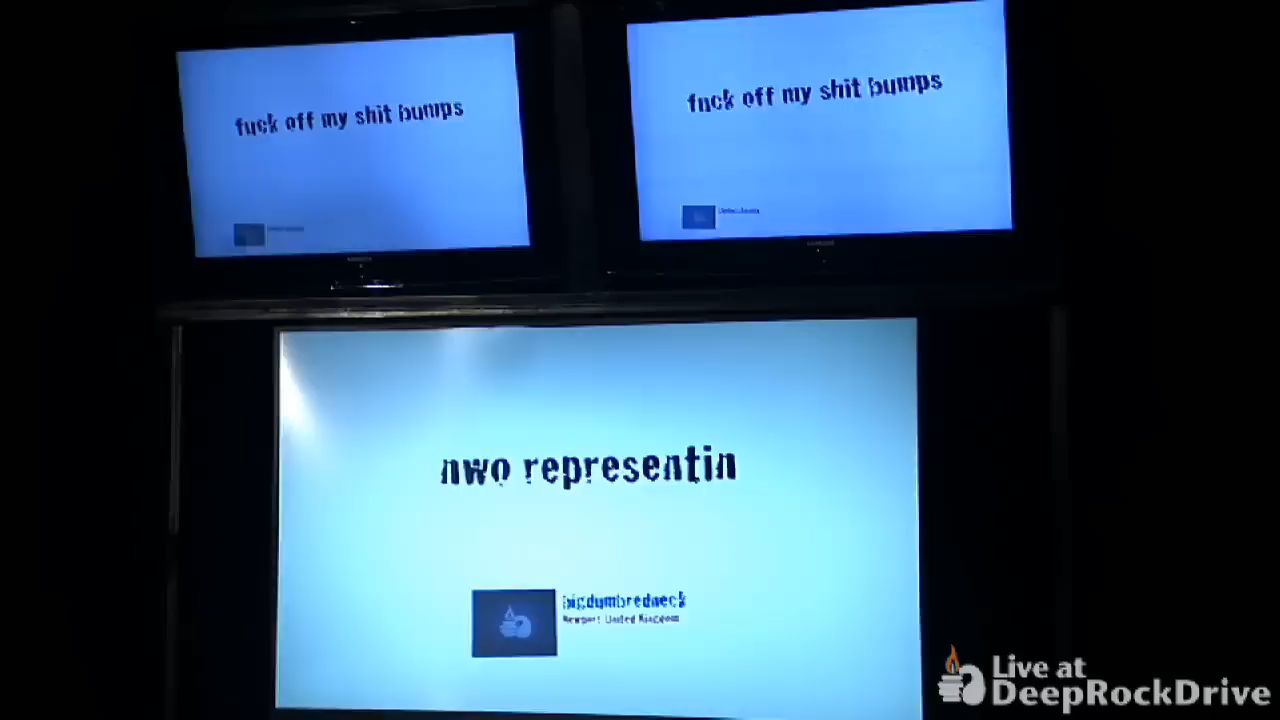 fuck off my shit bumps
fuck off my shit bumps
SAMSUNG
nwo representin
bigdumbredneck
Newport United Kingdom
Live at
DeepRockDrive